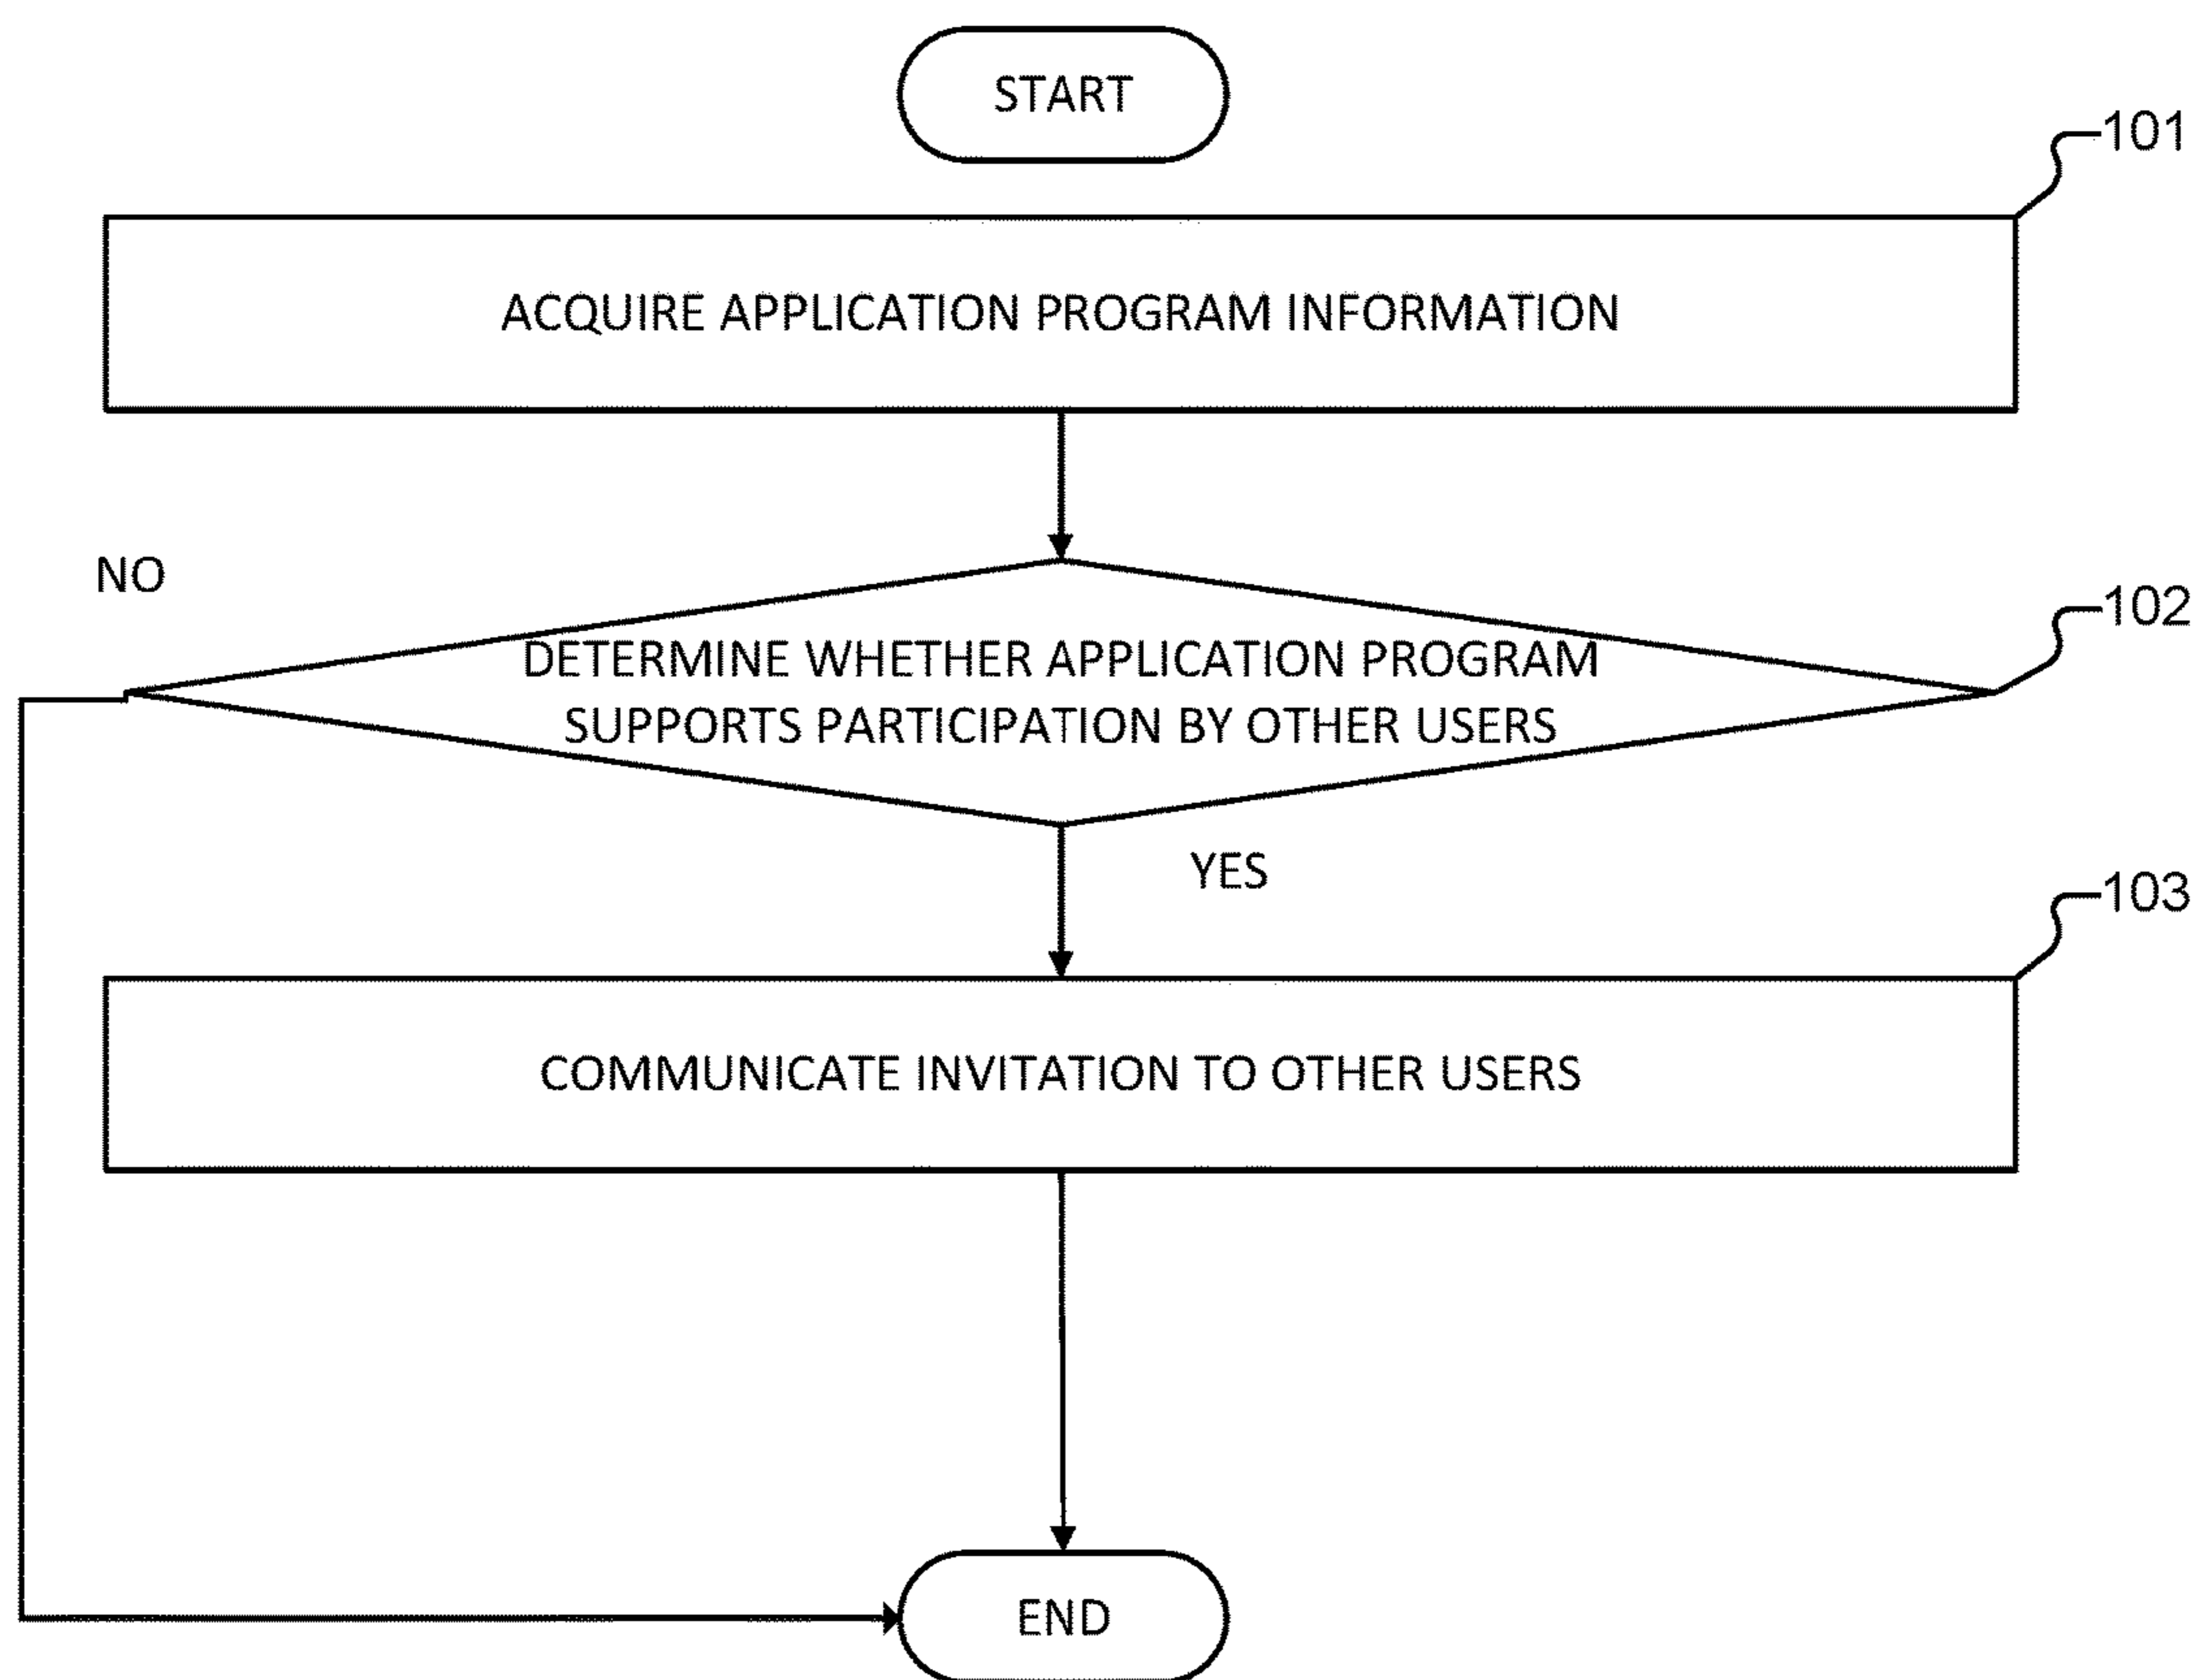 START
101
ACQUIRE APPLICATION PROGRAM INFORMATION
NO
102
DETERMINE WHETHER APPLICATION PROGRAM
SUPPORTS PARTICIPATION BY OTHER USERS
YES
103
COMMUNICATE INVITATION TO OTHER USERS
END